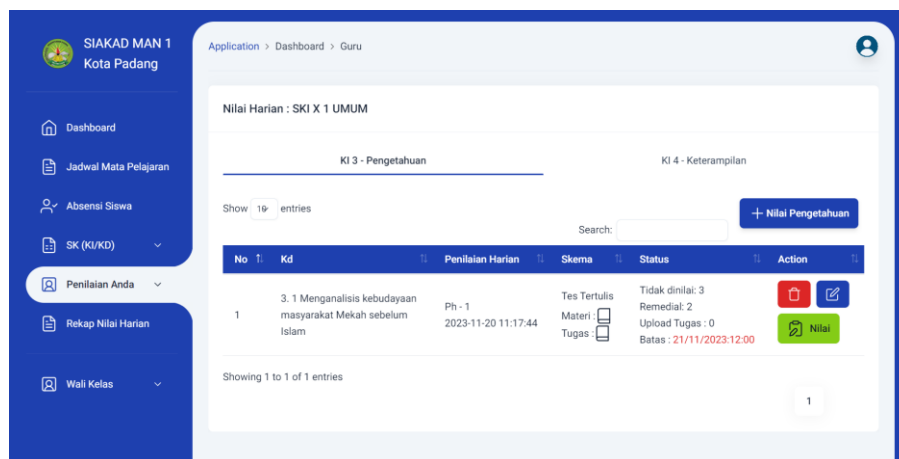 SIAKAD MAN 1
Kota Padang
Application > Dashboard > Guru
Dashboard
Jadwal Mata Pelajaran
Absensi Siswa
SK (KI/KD)
Penilaian Anda
Rekap Nilai Harian
Wali Kelas
Nilai Harian : SKI X 1 UMUM
KI 3 - Pengetahuan
KI 4 - Keterampilan
Show 10 entries
Search:
+ Nilai Pengetahuan
No Kd Penilaian Harian Skema Status Action
1
3. 1 Menganalisis kebudayaan
masyarakat Mekah sebelum
Islam
Ph - 1
2023-11-20 11:17:44
Tes Tertulis
Materi :
Tugas :
Tidak dinilai: 3
Remedial: 2
Upload Tugas : 0
Batas : 21/11/2023:12:00
Nilai
Showing 1 to 1 of 1 entries
1